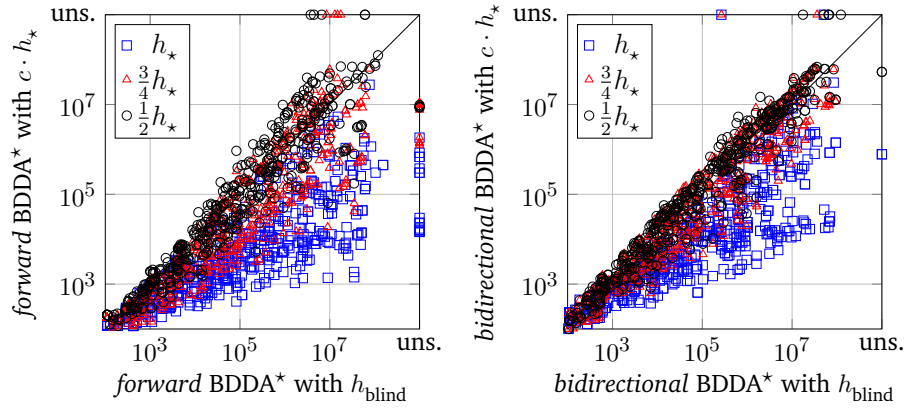 uns.
10^7
10^5
10^3
10^3
10^5
10^7
uns.
h⋆
3/4 h⋆
1/2 h⋆
forward BDDA⋆ with c · h⋆
forward BDDA⋆ with h_blind
uns.
10^7
10^5
10^3
10^3
10^5
10^7
uns.
h⋆
3/4 h⋆
1/2 h⋆
bidirectional BDDA⋆ with c · h⋆
bidirectional BDDA⋆ with h_blind